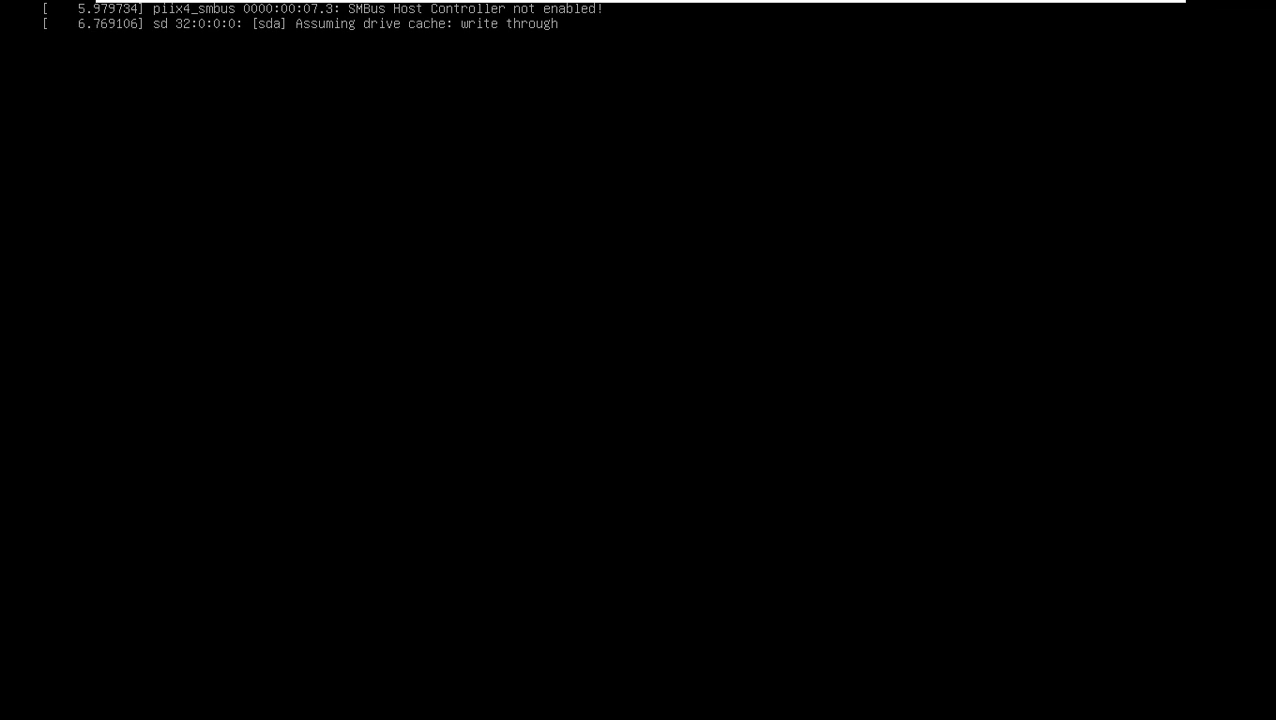 [    5.979734] piix4_smbus 0000:00:07.3: SMBus Host Controller not enabled!
[    6.769106] sd 32:0:0:0: [sda] Assuming drive cache: write through